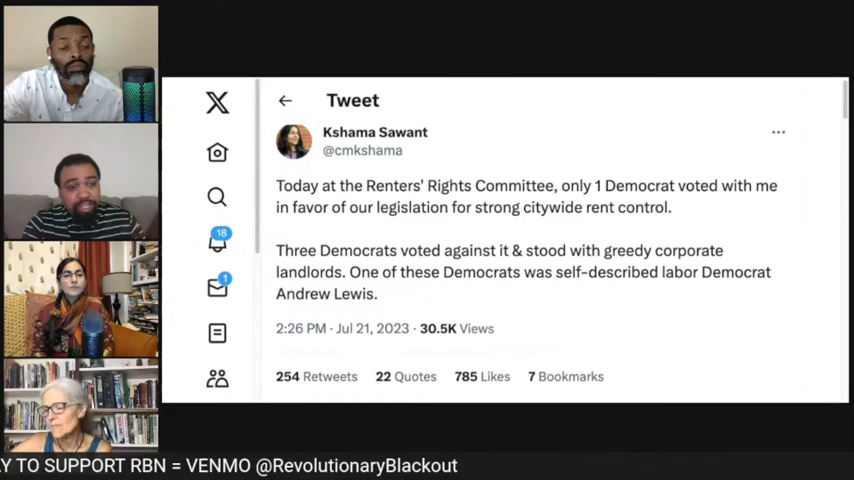 Tweet
Kshama Sawant
@cmkshama
Today at the Renters' Rights Committee, only 1 Democrat voted with me
in favor of our legislation for strong citywide rent control.
Three Democrats voted against it & stood with greedy corporate
landlords. One of these Democrats was self-described labor Democrat
Andrew Lewis.
2:26 PM · Jul 21, 2023 · 30.5K Views
18
1
254 Retweets 22 Quotes 785 Likes 7 Bookmarks
Y TO SUPPORT RBN = VENMO @RevolutionaryBlackout